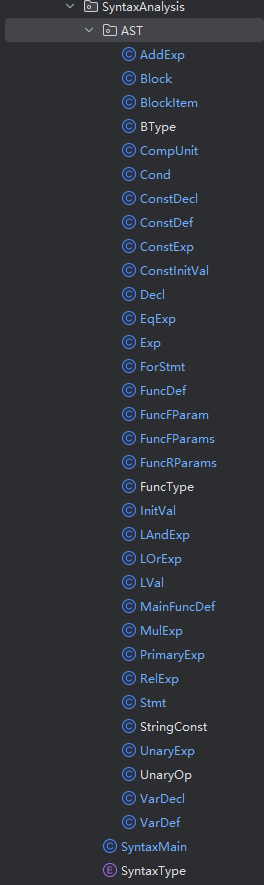 SyntaxAnalysis
AST
AddExp
Block
BlockItem
BType
CompUnit
Cond
ConstDecl
ConstDef
ConstExp
ConstInitVal
Decl
EqExp
Exp
ForStmt
FuncDef
FuncFParam
FuncFParams
FuncRParams
FuncType
InitVal
LAndExp
LOrExp
LVal
MainFuncDef
MulExp
PrimaryExp
RelExp
Stmt
StringConst
UnaryExp
UnaryOp
VarDecl
VarDef
SyntaxMain
SyntaxType